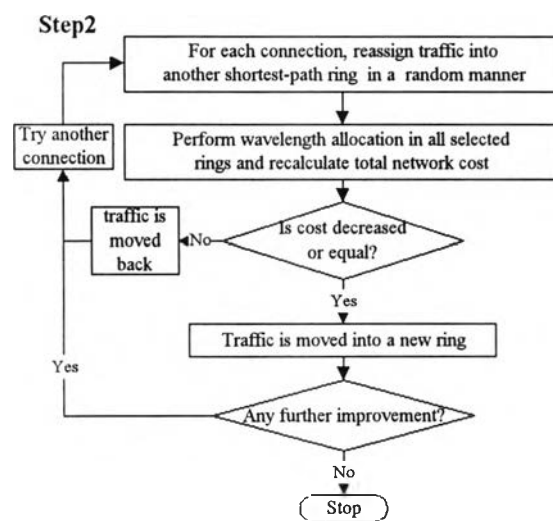 Step2
For each connection, reassign traffic into
another shortest-path ring in a random manner
Try another
connection
Perform wavelength allocation in all selected
rings and recalculate total network cost
traffic is
moved
back
No
Is cost decreased
or equal?
Yes
Traffic is moved into a new ring
Yes
Any further improvement?
No
Stop